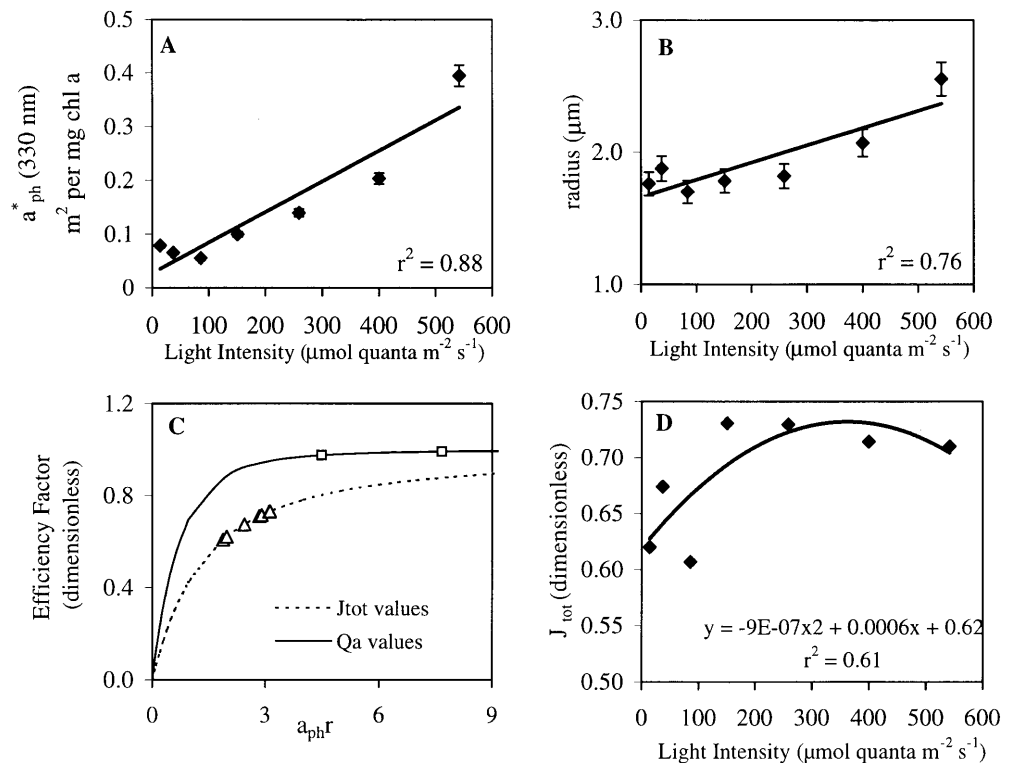 A
a*ph (330 nm)
m² per mg chl a
0.5
0.4
0.3
0.2
0.1
0
r² = 0.88
0 100 200 300 400 500 600
Light Intensity (μmol quanta m⁻² s⁻¹)
B
radius (μm)
3.0
2.0
1.0
r² = 0.76
0 100 200 300 400 500 600
Light Intensity (μmol quanta m⁻² s⁻¹)
C
Efficiency Factor
(dimensionless)
1.2
0.8
0.4
0.0
Jtot values
Qa values
0 3 6 9
aphr
D
Jtot (dimensionless)
0.75
0.70
0.65
0.60
0.55
0.50
y = -9E-07x2 + 0.0006x + 0.62
r² = 0.61
0 100 200 300 400 500 600
Light Intensity (μmol quanta m⁻² s⁻¹)